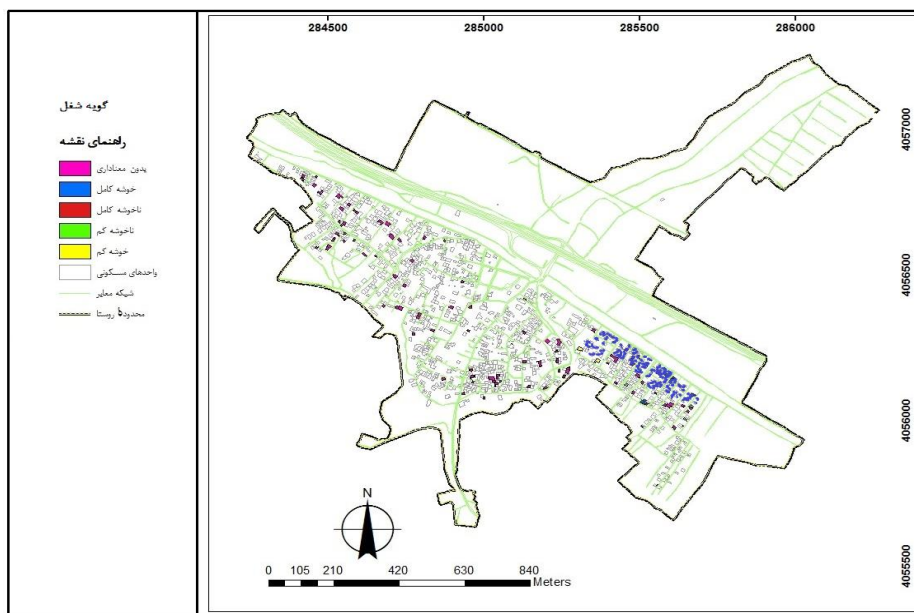 گویه شغل
راهنمای نقشه
بدون معناداری
خوشه کامل
ناخوشه کامل
ناخوشه کم
خوشه کم
واحدهای مسکونی
شبکه معابر
محدوده روستا
284500 285000 285500 286000
4057000
4056500
4056000
4055500
N
0 105 210 420 630 840
Meters